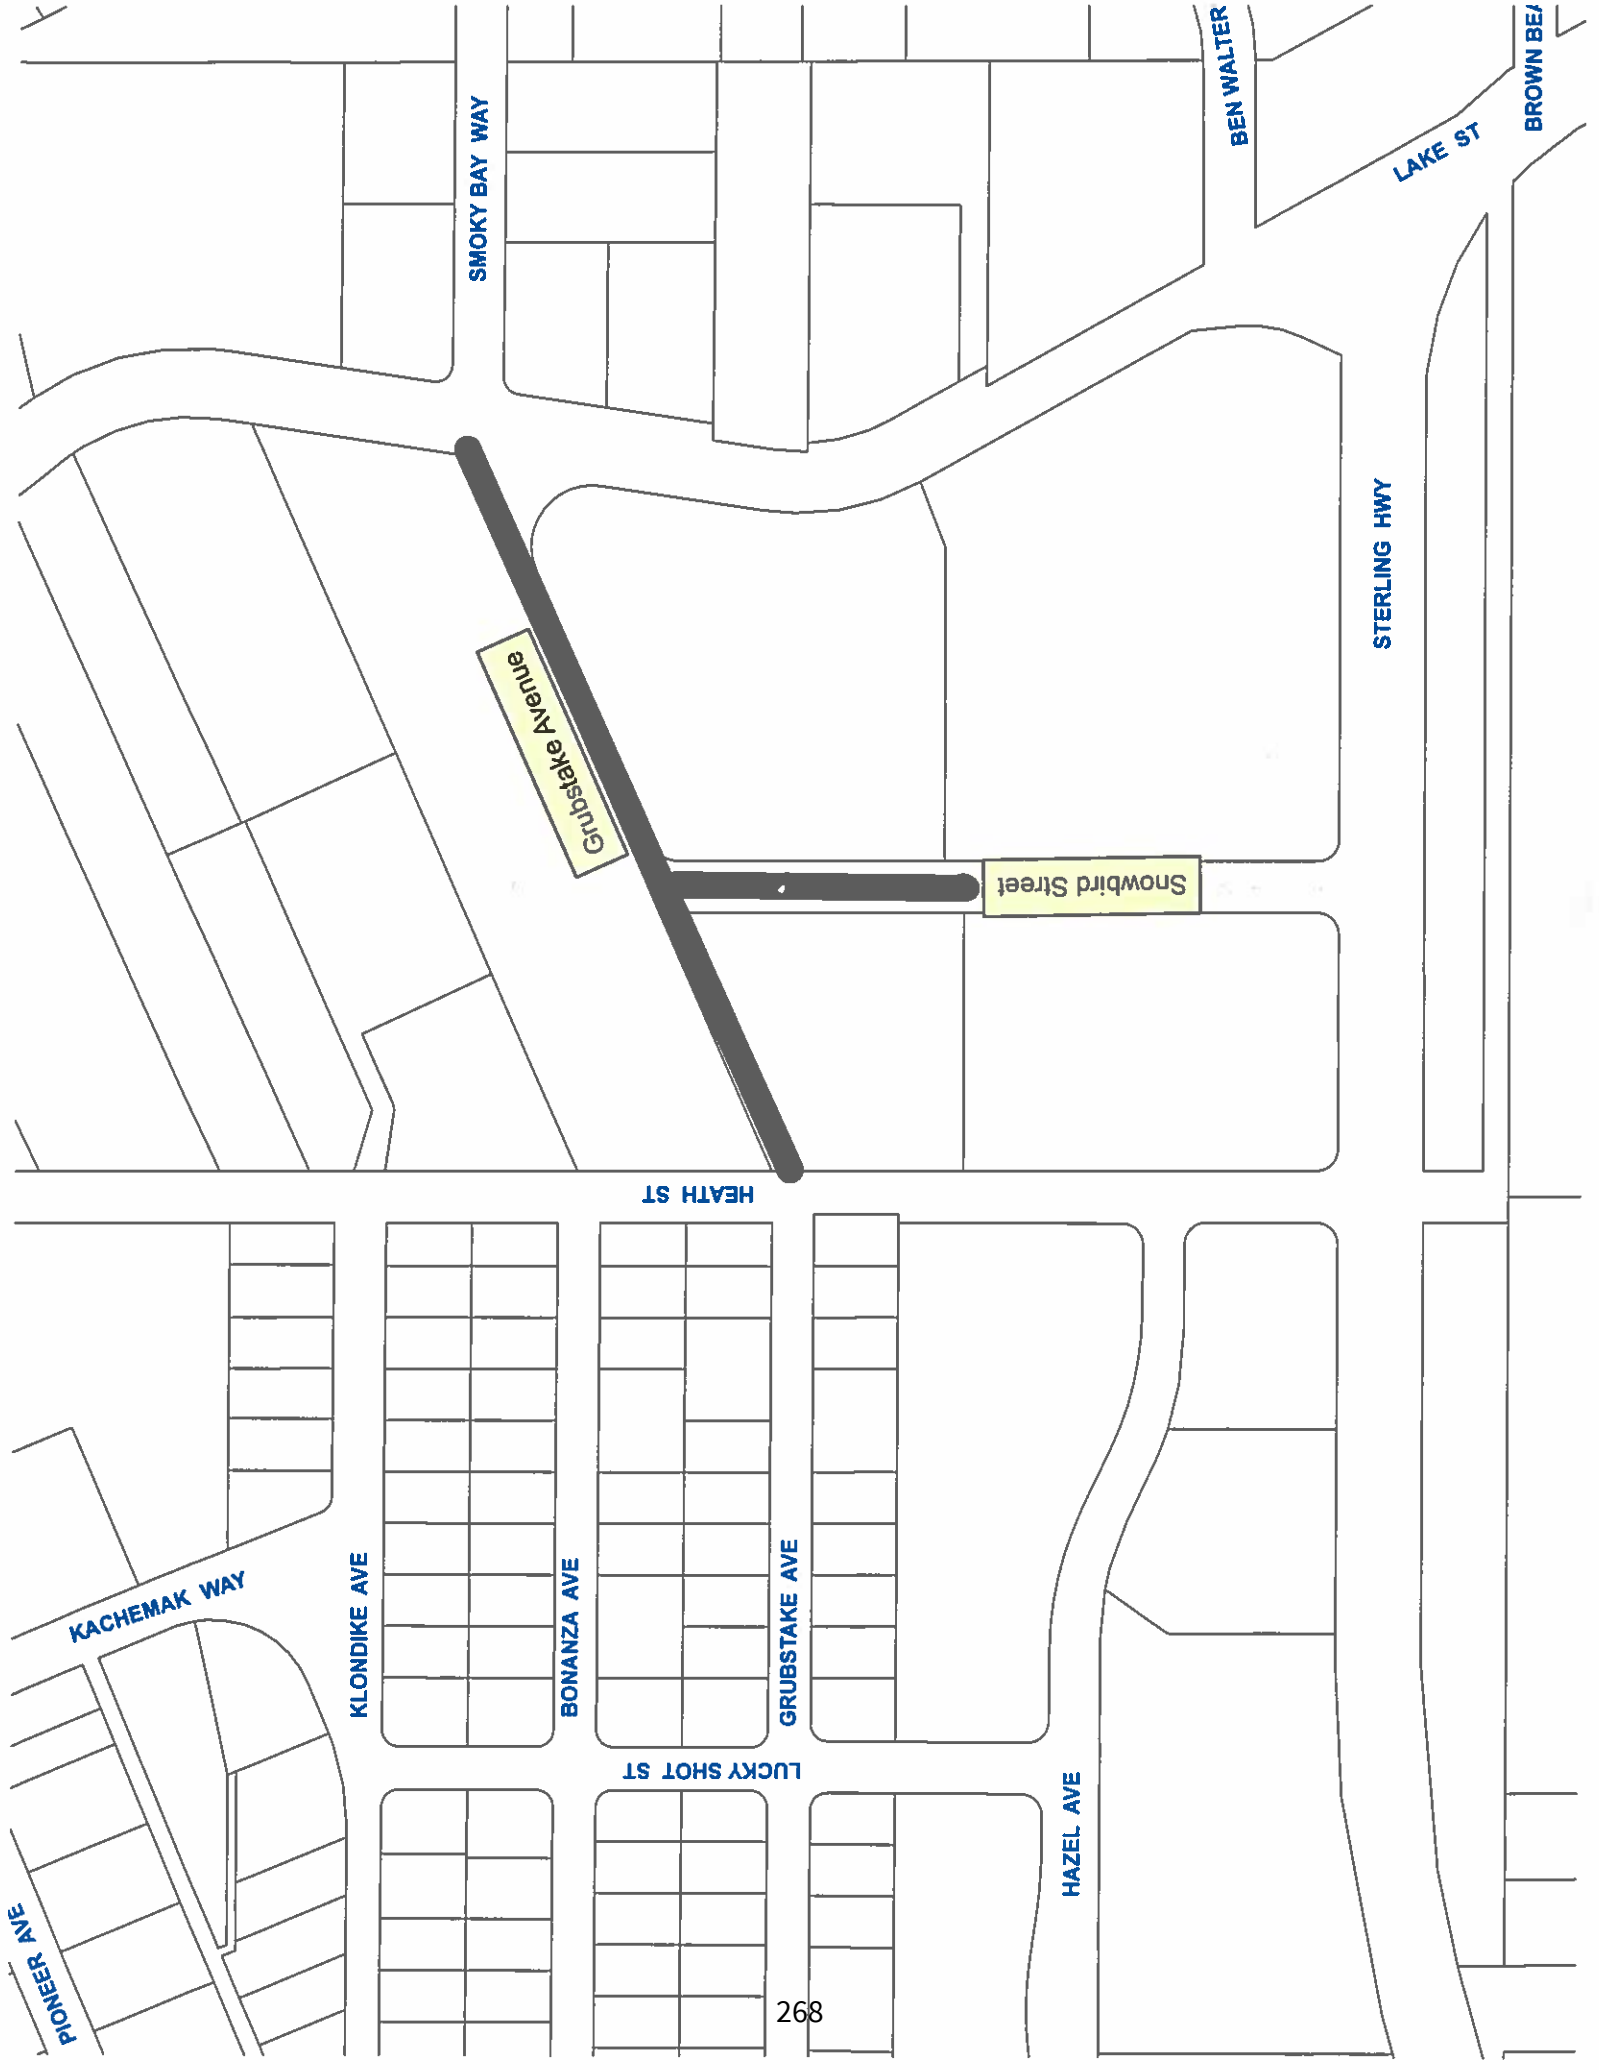 BEN WALTER
BROWN BEA
SMOKY BAY WAY
LAKE ST
STERLING HWY
Grubstake Avenue
Snowbird Street
HEATH ST
KACHEMAK WAY
KLONDIKE AVE
BONANZA AVE
GRUBSTAKE AVE
LUCKY SHOT ST
HAZEL AVE
PIONEER AVE
268